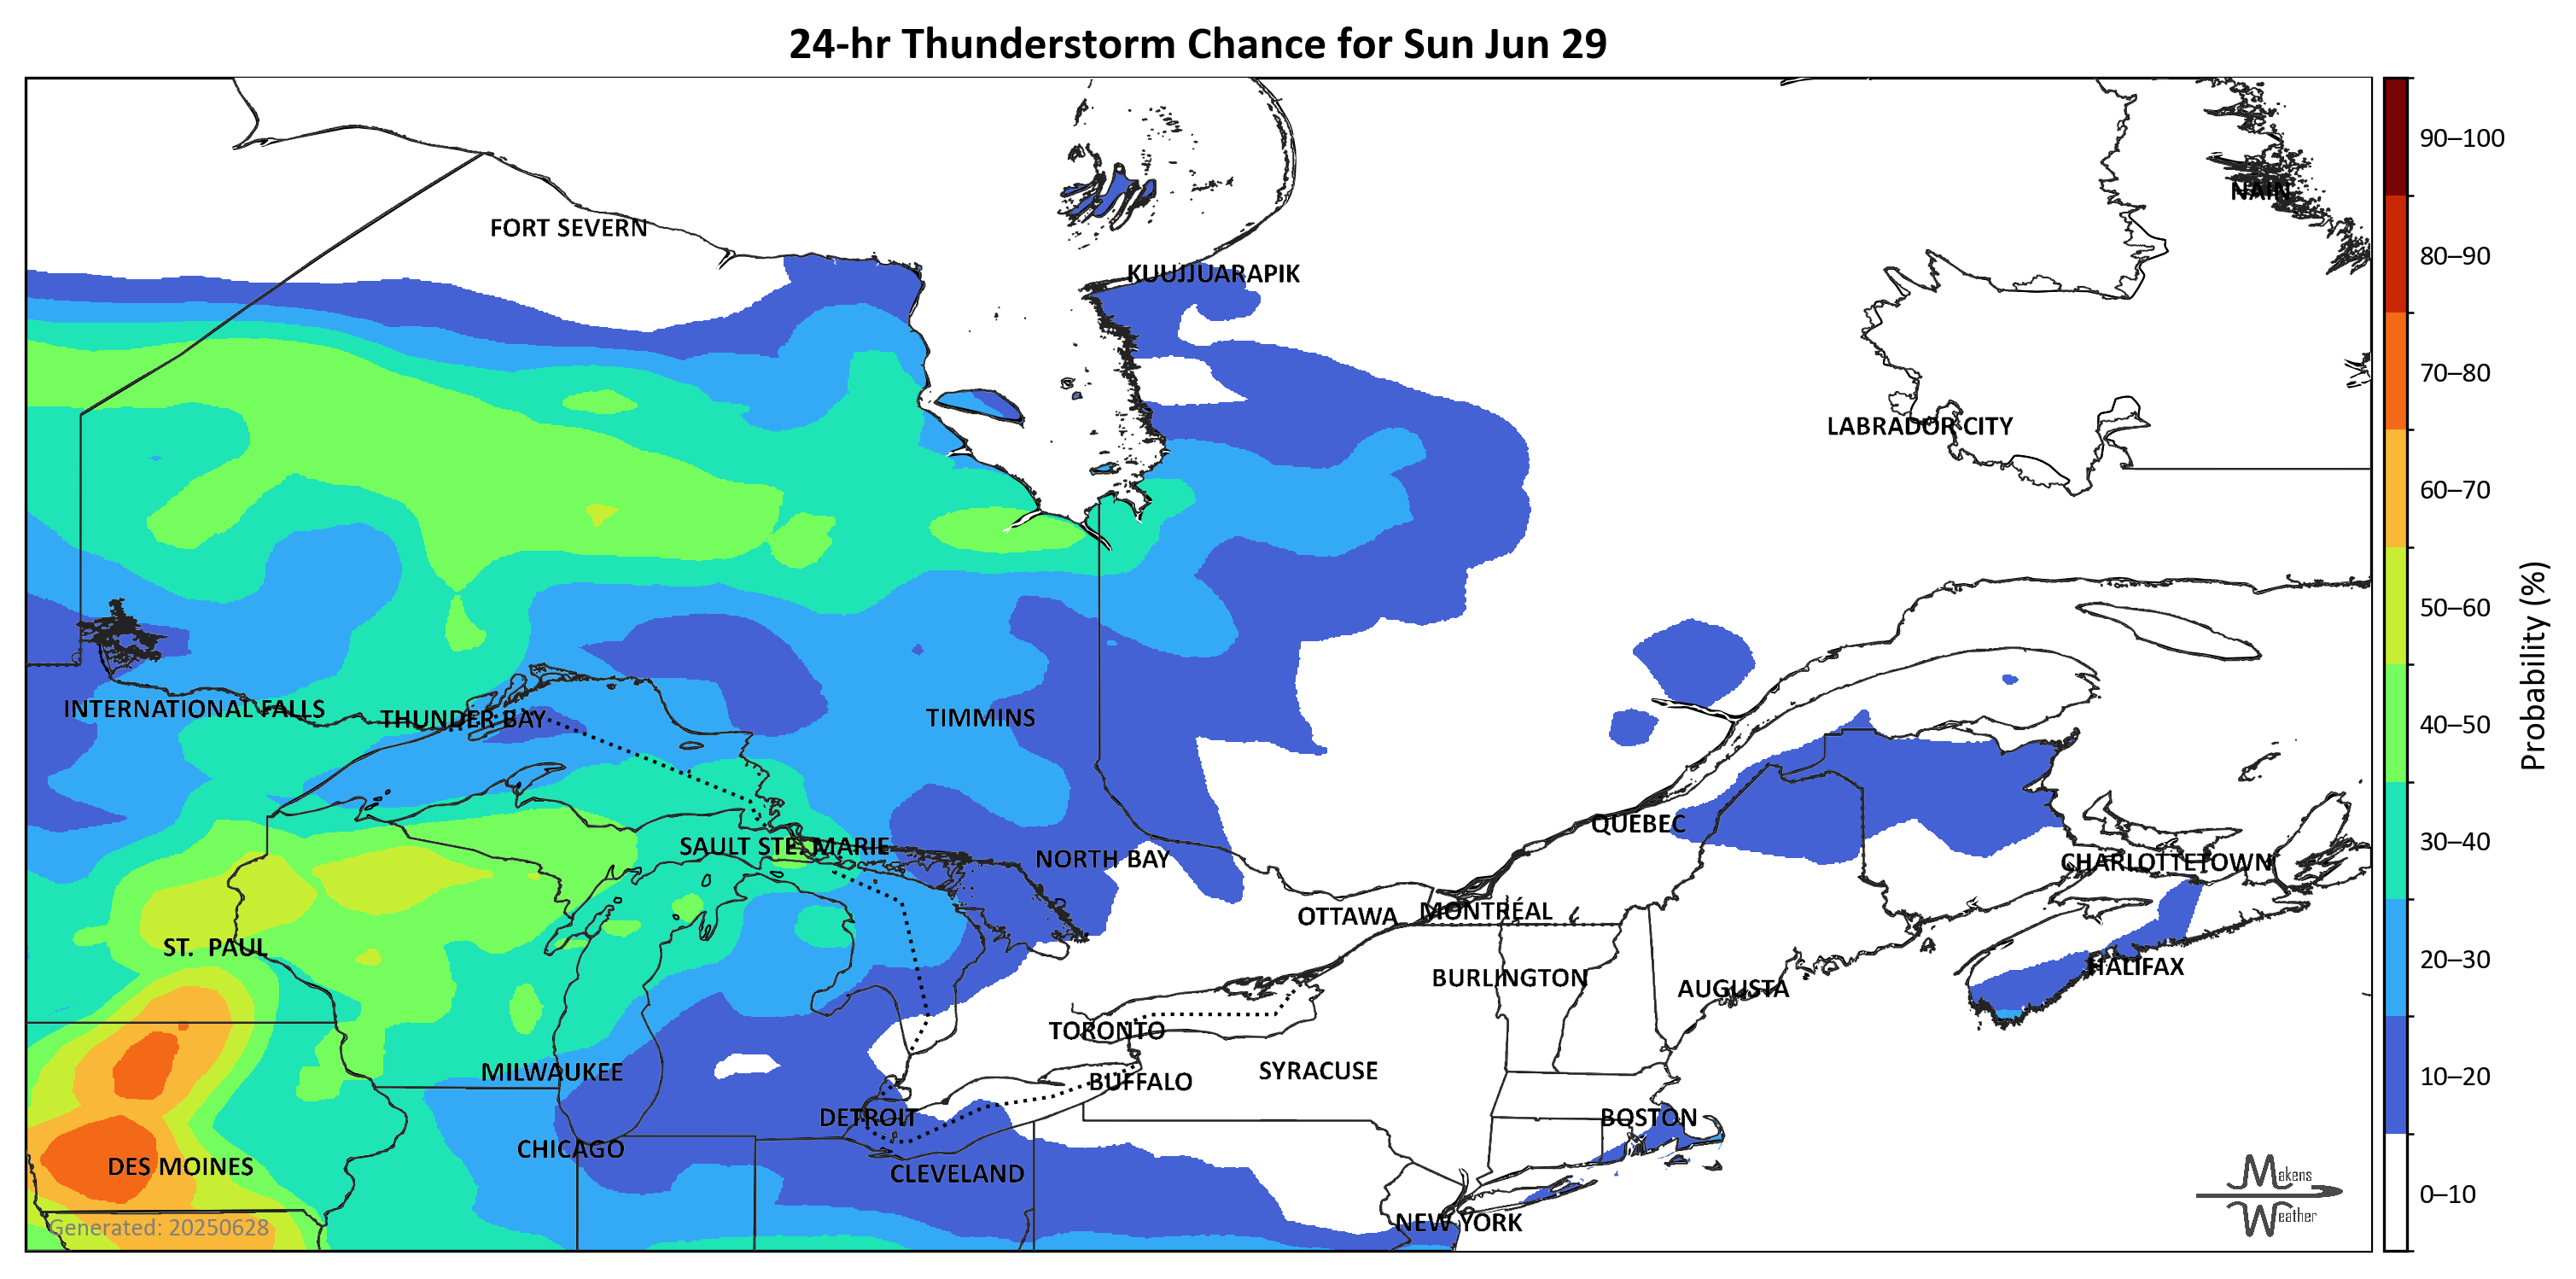 24-hr Thunderstorm Chance for Sun Jun 29
90–100
NAIN
FORT SEVERN
80–90
KUUJJUARAPIK
70–80
LABRADOR CITY
60–70
50–60
Probability (%)
INTERNATIONAL FALLS
THUNDER BAY
TIMMINS
40–50
QUEBEC
SAULT STE. MARIE
NORTH BAY
CHARLOTTETOWN
30–40
OTTAWA
MONTRÉAL
ST. PAUL
BURLINGTON
AUGUSTA
HALIFAX
20–30
TORONTO
MILWAUKEE
BUFFALO
SYRACUSE
10–20
DETROIT
BOSTON
CHICAGO
DES MOINES
CLEVELAND
Makens
Weather
0–10
Generated: 20250628
NEW YORK